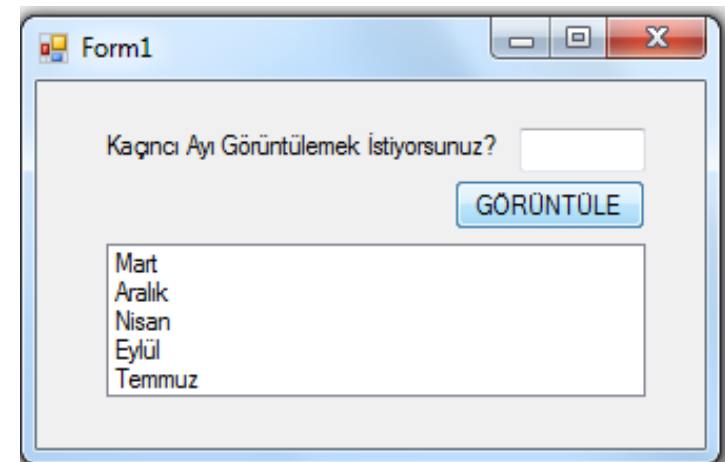 Form1
Kaçıncı Ayı Görüntülemek İstiyorsunuz?
GÖRÜNTÜLE
Mart
Aralık
Nisan
Eylül
Temmuz